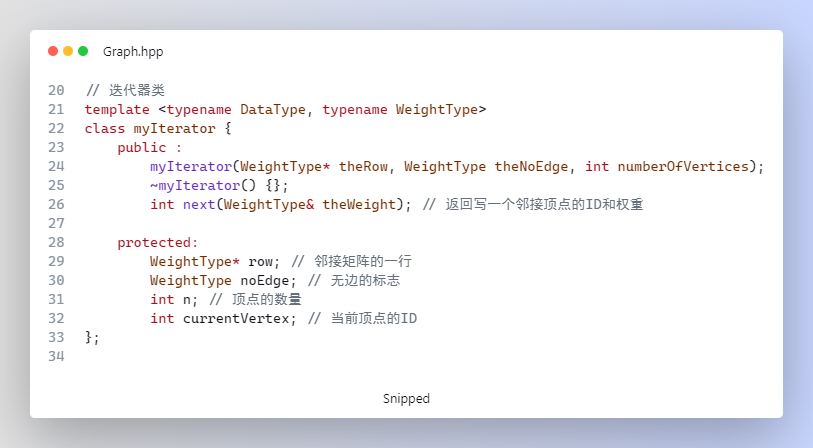 Graph.hpp
20 // 迭代器类
21 template <typename DataType, typename WeightType>
22 class myIterator {
23 public :
24 myIterator(WeightType* theRow, WeightType theNoEdge, int numberOfVertices);
25 ~myIterator() {};
26 int next(WeightType& theWeight); // 返回写一个邻接顶点的ID和权重
27
28 protected:
29 WeightType* row; // 邻接矩阵的一行
30 WeightType noEdge; // 无边的标志
31 int n; // 顶点的数量
32 int currentVertex; // 当前顶点的ID
33 };
34
Snipped